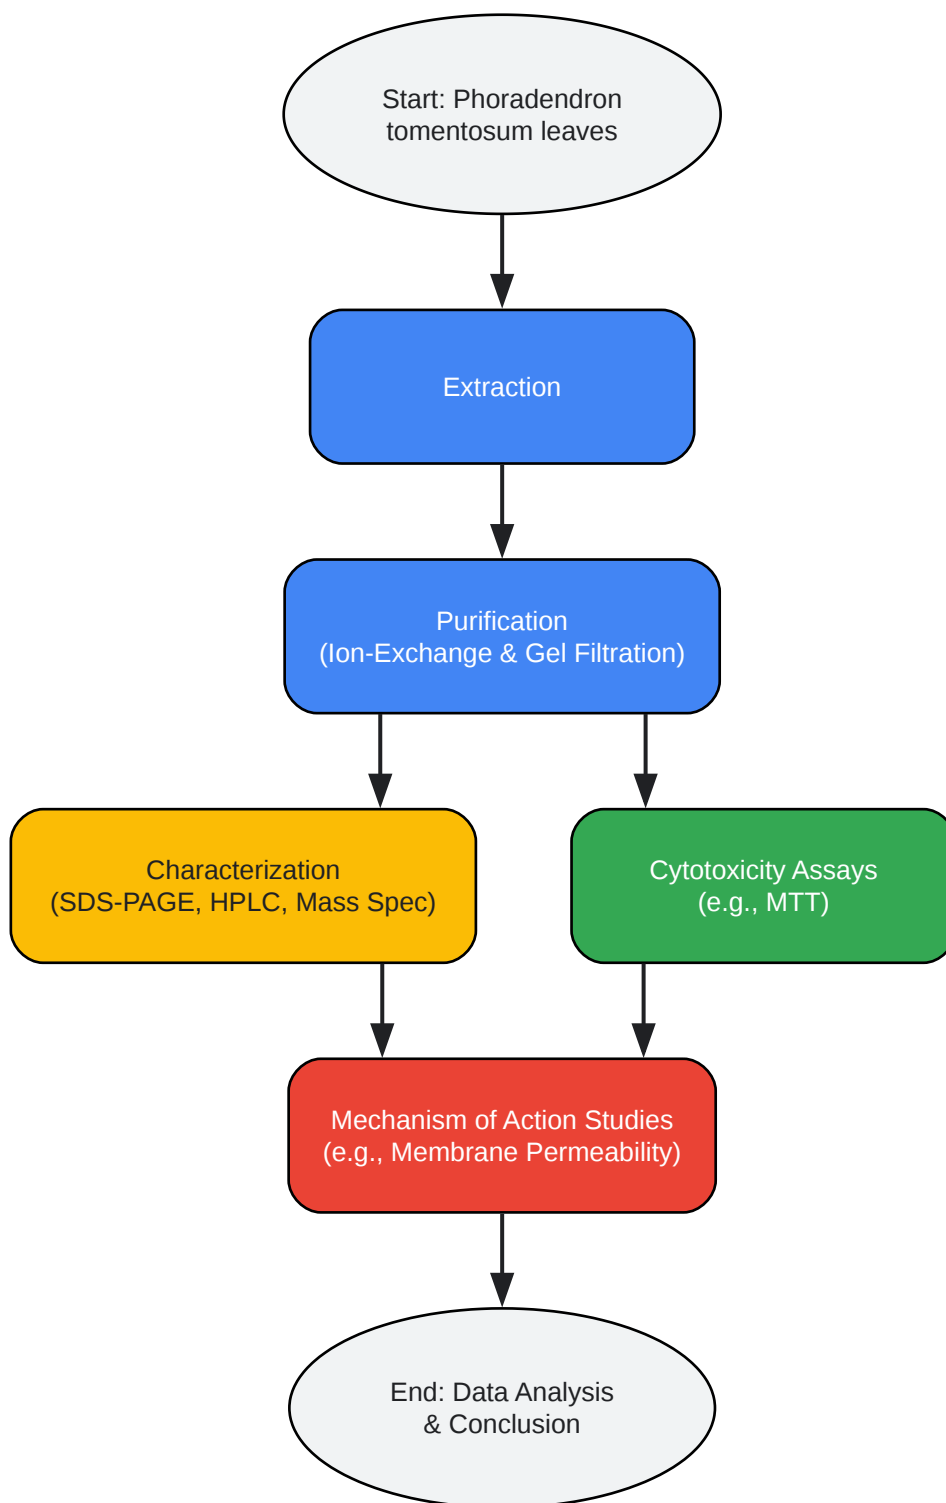 Start: Phoradendron
tomentosum leaves
Extraction
Purification
(Ion-Exchange & Gel Filtration)
Characterization
(SDS-PAGE, HPLC, Mass Spec)
Cytotoxicity Assays
(e.g., MTT)
Mechanism of Action Studies
(e.g., Membrane Permeability)
End: Data Analysis
& Conclusion